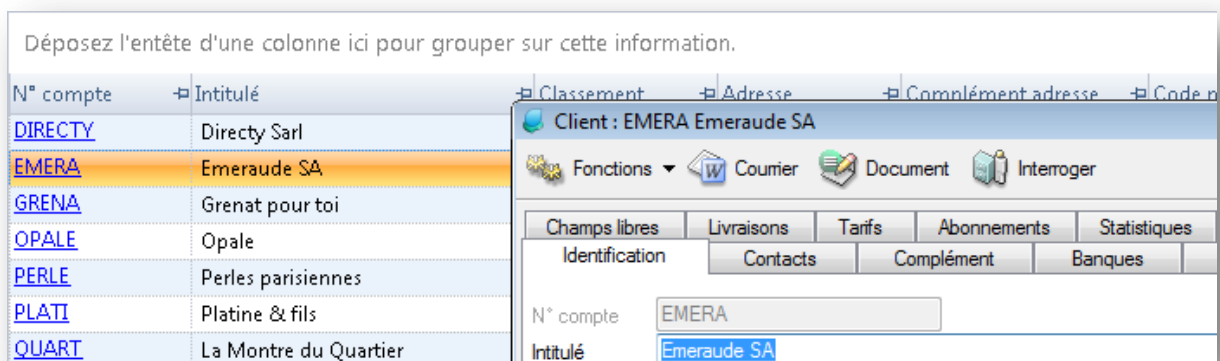 Déposez l'entête d'une colonne ici pour grouper sur cette information.
N° compte Intitulé Classement Adresse Complément adresse Code
DIRECTY Directy Sarl
EMERA Emeraude SA
GRENA Grenat pour toi
OPALE Opale
PERLE Perles parisiennes
PLATI Platine & fils
QUART La Montre du Quartier
Client : EMERA Emeraude SA
Fonctions Courrier Document Interroger
Champs libres Livraisons Tarifs Abonnements Statistiques
Identification Contacts Complément Banques
N° compte EMERA
Intitulé Emeraude SA